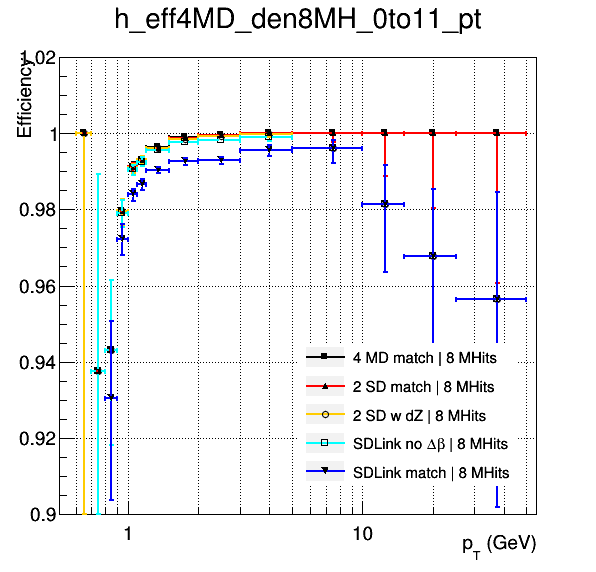 h_eff4MD_den8MH_0to11_pt
Efficiency
1.02
1
0.98
0.96
0.94
0.92
0.9
4 MD match | 8 MHits
2 SD match | 8 MHits
2 SD w dZ | 8 MHits
SDLink no Δβ | 8 MHits
SDLink match | 8 MHits
1
10
p_T (GeV)